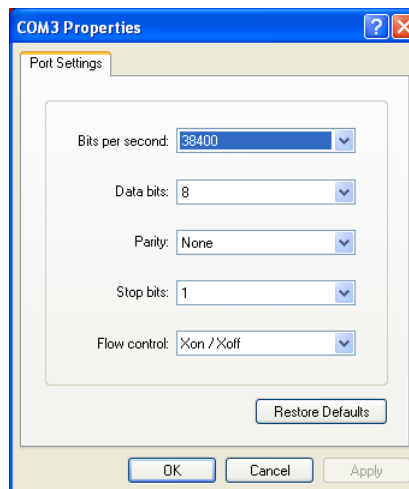 COM3 Properties
Port Settings
Bits per second: 38400
Data bits: 8
Parity: None
Stop bits: 1
Flow control: Xon / Xoff
Restore Defaults
OK Cancel Apply